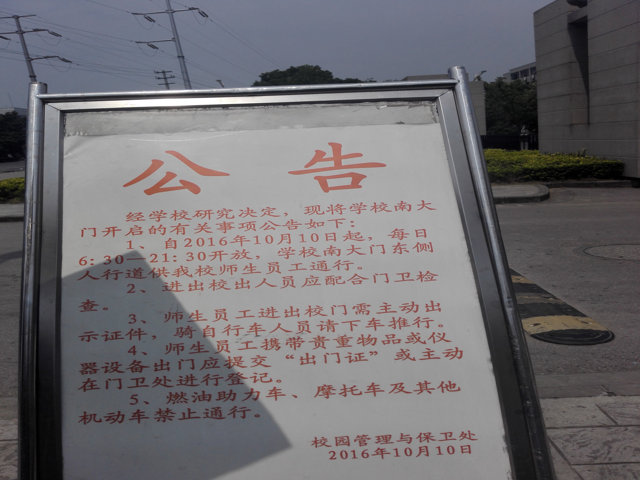 公 告
经学校研究决定，现将学校南大
门开启的有关事项公告如下：
1、自2016年10月10日起，每日
6:30-21:30开放，学校南大门东侧
人行道供我校师生员工通行。
2、进出校出人员应配合门卫检
查。
3、师生员工进出校门需主动出
示证件，骑自行车人员请下车推行。
4、师生员工携带贵重物品或仪
器设备出门应提交“出门证”或主动
在门卫处进行登记。
5、燃油助力车、摩托车及其他
机动车禁止通行。
校园管理与保卫处
2016年10月10日